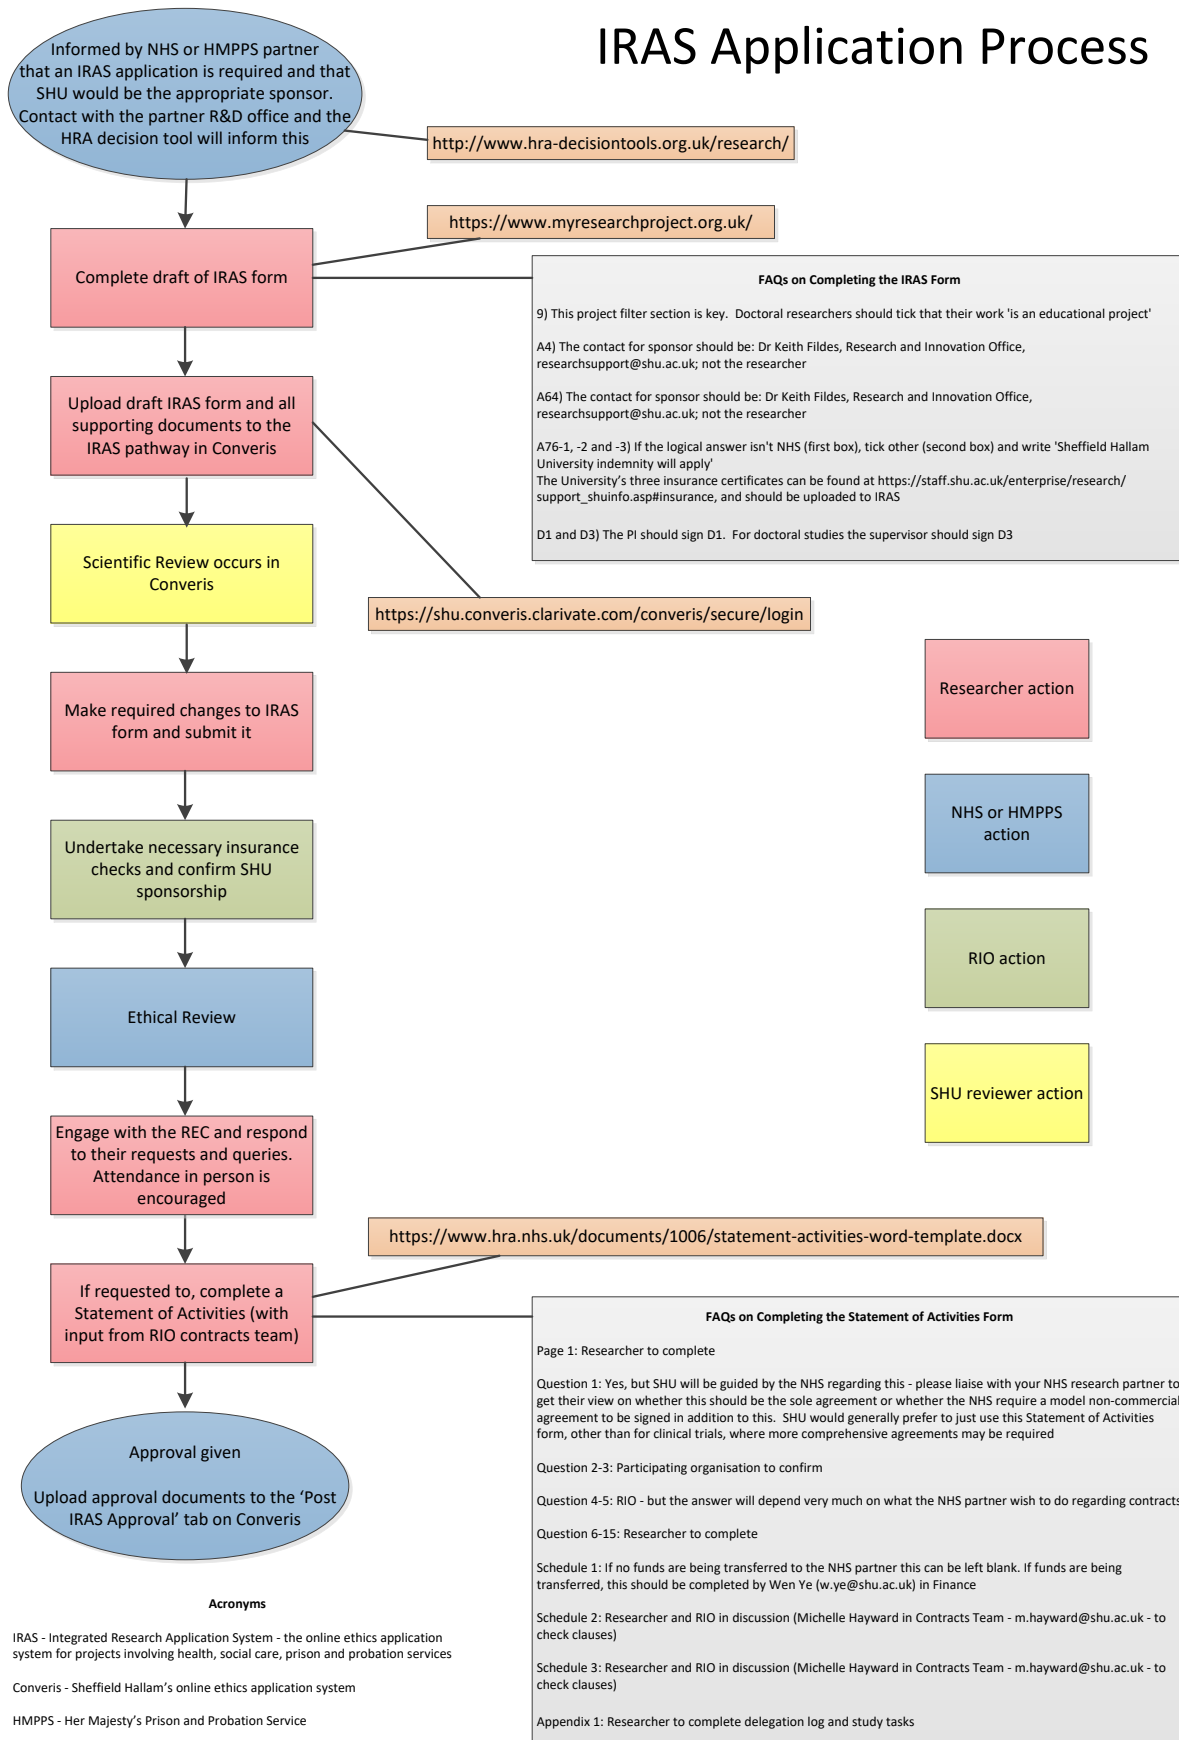 IRAS Application Process
Informed by NHS or HMPPS partner
that an IRAS application is required and that
SHU would be the appropriate sponsor.
Contact with the partner R&D office and the
HRA decision tool will inform this
http://www.hra-decisiontools.org.uk/research/
https://www.myresearchproject.org.uk/
Complete draft of IRAS form
FAQs on Completing the IRAS Form
9) This project filter section is key.  Doctoral researchers should tick that their work 'is an educational project'
A4) The contact for sponsor should be: Dr Keith Fildes, Research and Innovation Office,
researchsupport@shu.ac.uk; not the researcher
A64) The contact for sponsor should be: Dr Keith Fildes, Research and Innovation Office,
researchsupport@shu.ac.uk; not the researcher
A76-1, -2 and -3) If the logical answer isn't NHS (first box), tick other (second box) and write 'Sheffield Hallam
University indemnity will apply'
The University's three insurance certificates can be found at https://staff.shu.ac.uk/enterprise/research/
support_shuinfo.asp#insurance, and should be uploaded to IRAS
D1 and D3) The PI should sign D1.  For doctoral studies the supervisor should sign D3
Upload draft IRAS form and all
supporting documents to the
IRAS pathway in Converis
Scientific Review occurs in
Converis
https://shu.converis.clarivate.com/converis/secure/login
Make required changes to IRAS
form and submit it
Undertake necessary insurance
checks and confirm SHU
sponsorship
Ethical Review
Engage with the REC and respond
to their requests and queries.
Attendance in person is
encouraged
Researcher action
NHS or HMPPS
action
RIO action
SHU reviewer action
https://www.hra.nhs.uk/documents/1006/statement-activities-word-template.docx
If requested to, complete a
Statement of Activities (with
input from RIO contracts team)
Approval given
Upload approval documents to the 'Post
IRAS Approval' tab on Converis
FAQs on Completing the Statement of Activities Form
Page 1: Researcher to complete
Question 1: Yes, but SHU will be guided by the NHS regarding this - please liaise with your NHS research partner to
get their view on whether this should be the sole agreement or whether the NHS require a model non-commercial
agreement to be signed in addition to this.  SHU would generally prefer to just use this Statement of Activities
form, other than for clinical trials, where more comprehensive agreements may be required
Question 2-3: Participating organisation to confirm
Question 4-5: RIO - but the answer will depend very much on what the NHS partner wish to do regarding contracts
Question 6-15: Researcher to complete
Schedule 1: If no funds are being transferred to the NHS partner this can be left blank. If funds are being
transferred, this should be completed by Wen Ye (w.ye@shu.ac.uk) in Finance
Schedule 2: Researcher and RIO in discussion (Michelle Hayward in Contracts Team - m.hayward@shu.ac.uk - to
check clauses)
Schedule 3: Researcher and RIO in discussion (Michelle Hayward in Contracts Team - m.hayward@shu.ac.uk - to
check clauses)
Appendix 1: Researcher to complete delegation log and study tasks
Acronyms
IRAS - Integrated Research Application System - the online ethics application
system for projects involving health, social care, prison and probation services
Converis - Sheffield Hallam's online ethics application system
HMPPS - Her Majesty's Prison and Probation Service